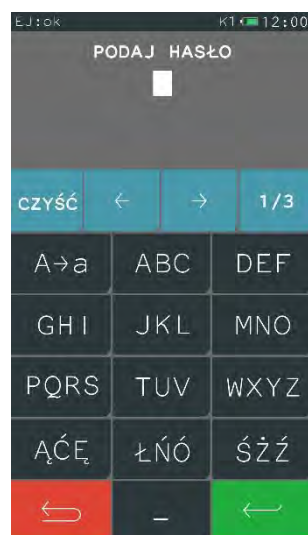 EJ:ok K1 12:00
PODAJ HASŁO
CZYŚĆ ← → 1/3
A→a ABC DEF
GHI JKL MNO
PQRS TUV WXYZ
ĄĆĘ ŁŃÓ ŚŻŹ
_